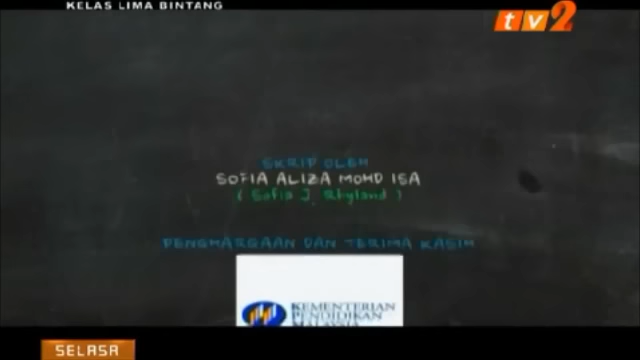 KELAS LIMA BINTANG
tv2
SKRIP OLEH
SOFIA ALIZA MOHD ISA
( Sofia J. Rhyland )
PENGHARGAAN DAN TERIMA KASIH
KEMENTERIAN
PENDIDIKAN
MALAYSIA
SELASA